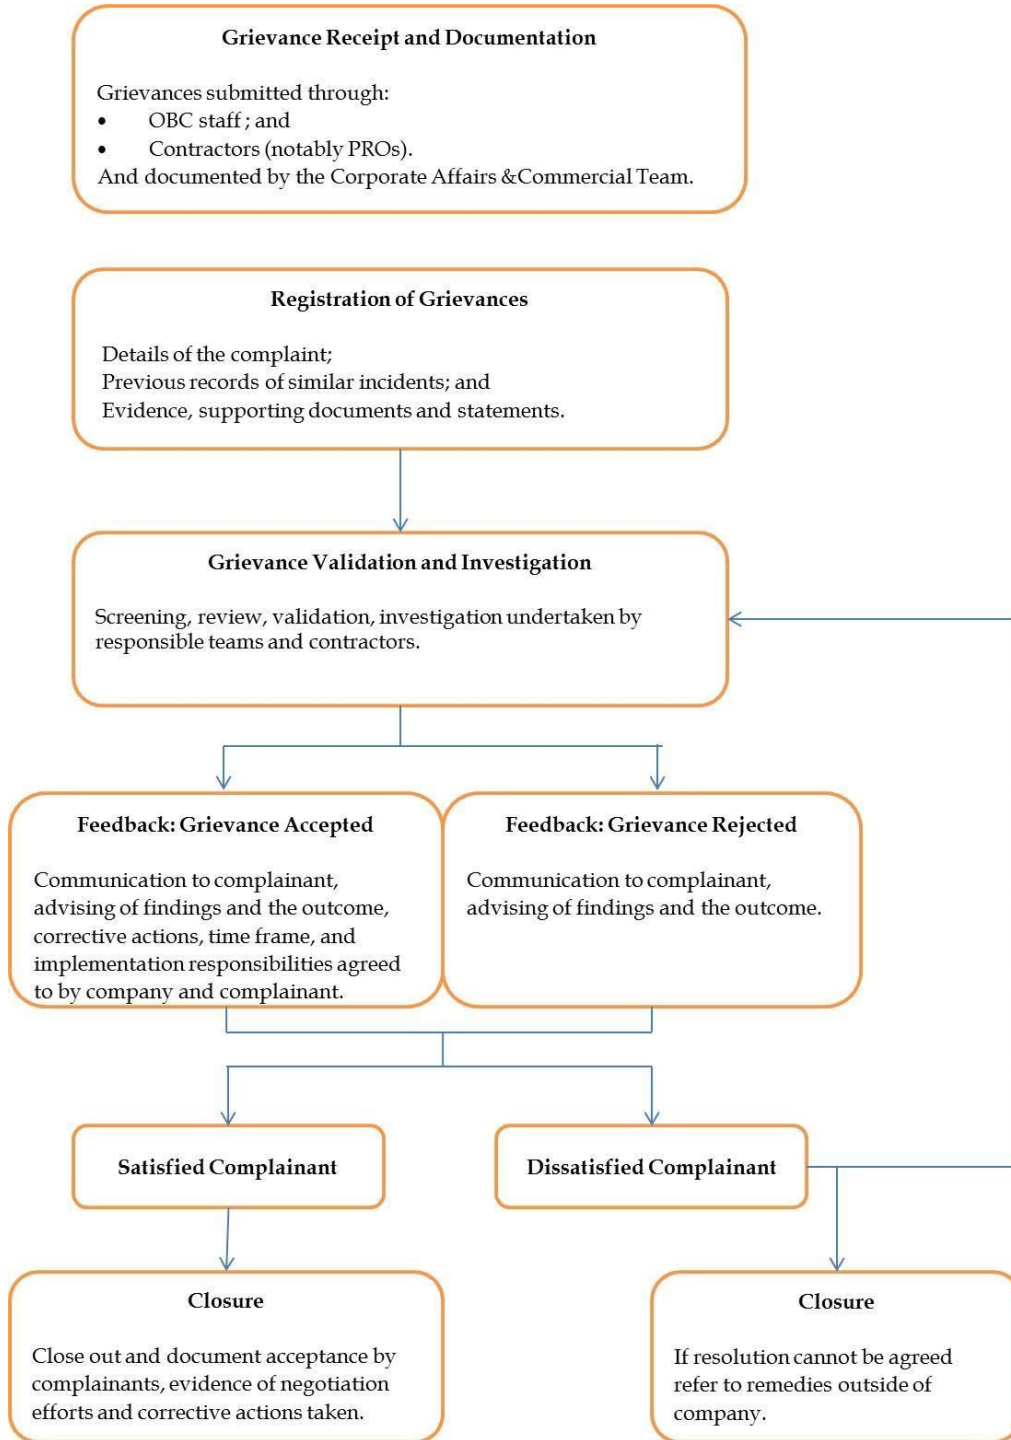 Grievance Receipt and Documentation
Grievances submitted through:
• OBC staff ; and
• Contractors (notably PROs).
And documented by the Corporate Affairs &Commercial Team.
Registration of Grievances
Details of the complaint;
Previous records of similar incidents; and
Evidence, supporting documents and statements.
Grievance Validation and Investigation
Screening, review, validation, investigation undertaken by
responsible teams and contractors.
Feedback: Grievance Accepted
Communication to complainant,
advising of findings and the outcome,
corrective actions, time frame, and
implementation responsibilities agreed
to by company and complainant.
Feedback: Grievance Rejected
Communication to complainant,
advising of findings and the outcome.
Satisfied Complainant
Dissatisfied Complainant
Closure
Close out and document acceptance by
complainants, evidence of negotiation
efforts and corrective actions taken.
Closure
If resolution cannot be agreed
refer to remedies outside of
company.